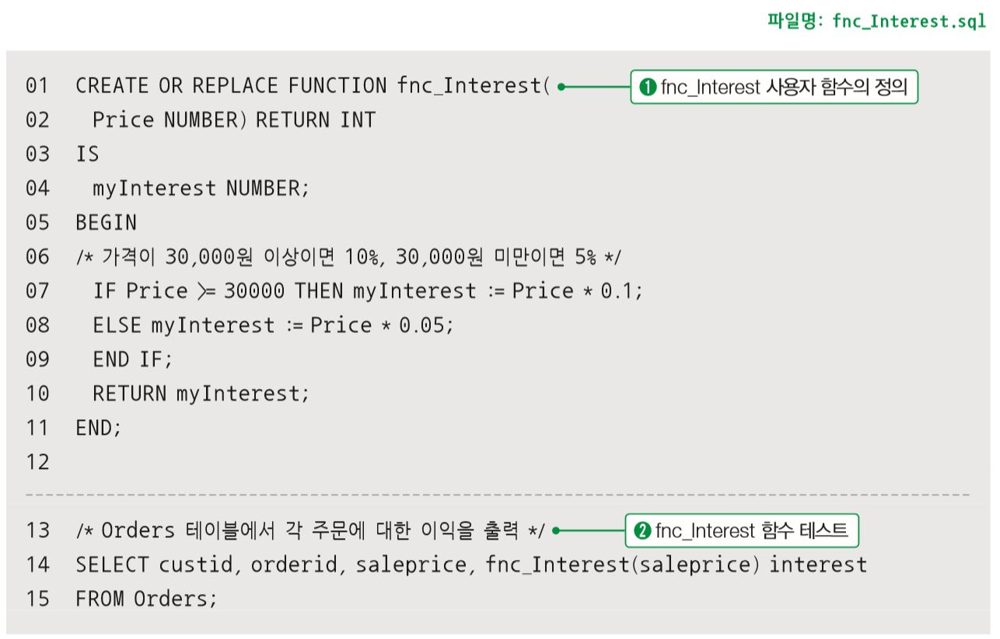 파일명: fnc_Interest.sql
01 CREATE OR REPLACE FUNCTION fnc_Interest( ❶ fnc_Interest 사용자 함수의 정의
02 Price NUMBER) RETURN INT
03 IS
04 myInterest NUMBER;
05 BEGIN
06 /* 가격이 30,000원 이상이면 10%, 30,000원 미만이면 5% */
07 IF Price >= 30000 THEN myInterest := Price * 0.1;
08 ELSE myInterest := Price * 0.05;
09 END IF;
10 RETURN myInterest;
11 END;
12
13 /* Orders 테이블에서 각 주문에 대한 이익을 출력 */ ❷ fnc_Interest 함수 테스트
14 SELECT custid, orderid, saleprice, fnc_Interest(saleprice) interest
15 FROM Orders;